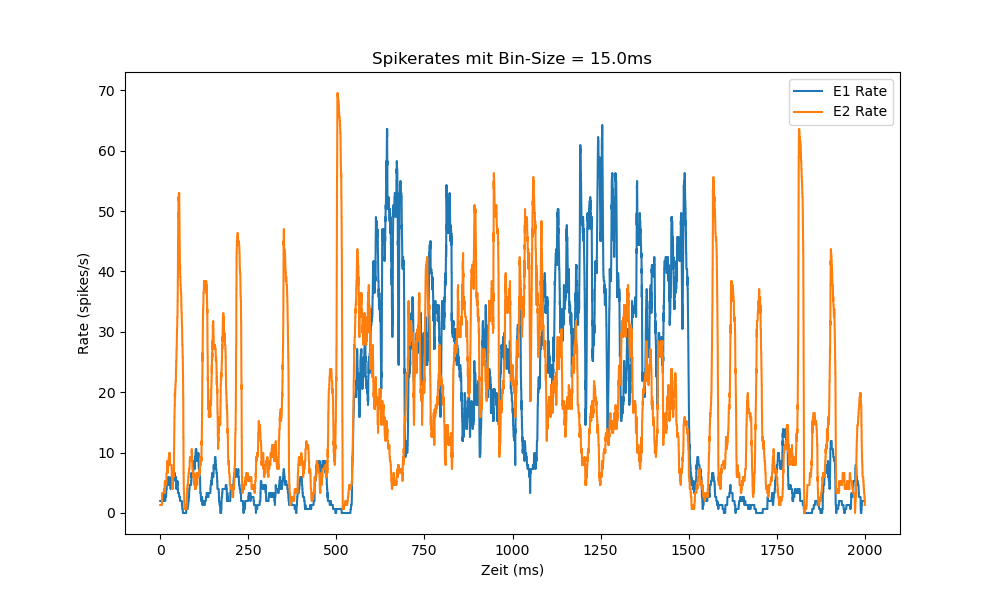 Spikerates mit Bin-Size = 15.0ms
E1 Rate
E2 Rate
Rate (spikes/s)
70
60
50
40
30
20
10
0
0 250 500 750 1000 1250 1500 1750 2000
Zeit (ms)